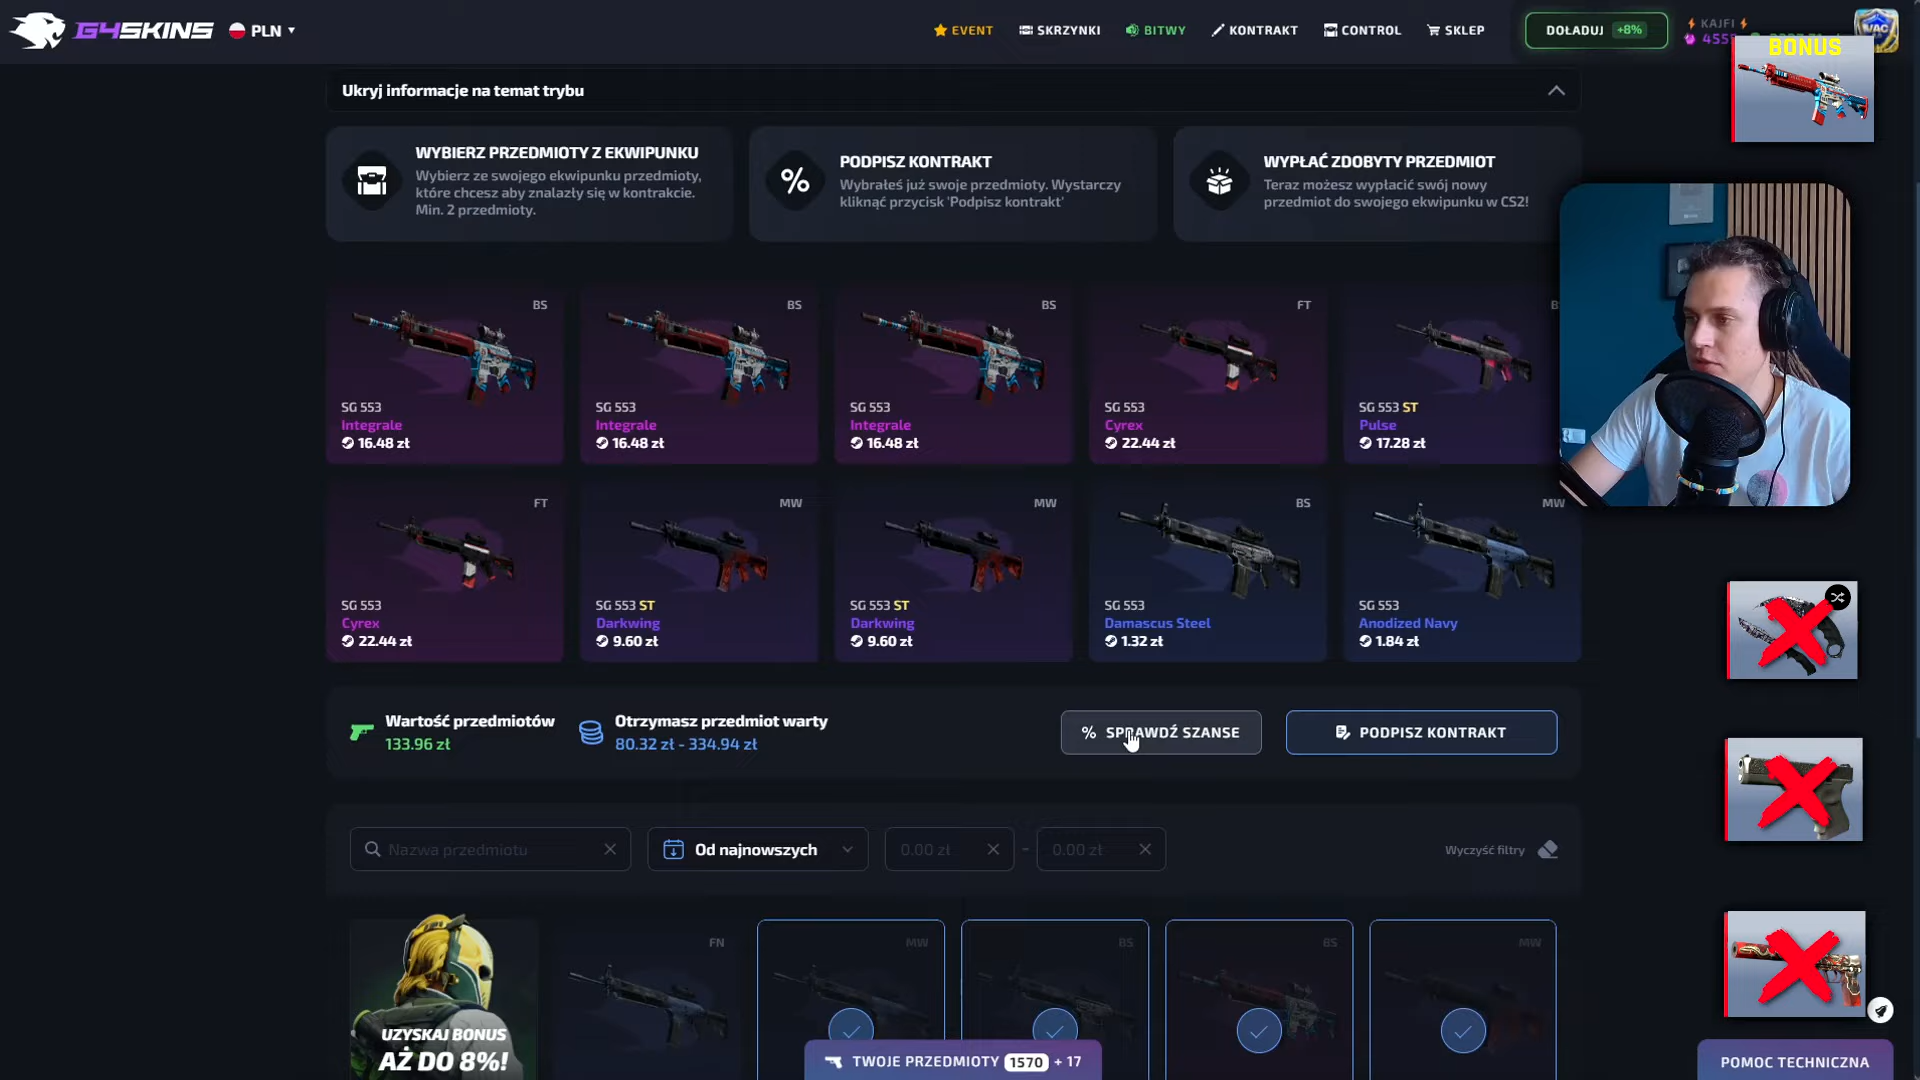 G4SKINS
PLN
EVENT
SKRZYNKI
BITWY
KONTRAKT
CONTROL
SKLEP
DOŁADUJ +8%
KAJFI
BONUS
Ukryj informacje na temat trybu
WYBIERZ PRZEDMIOTY Z EKWIPUNKU
Wybierz ze swojego ekwipunku przedmioty,
które chcesz aby znalazły się w kontrakcie.
Min. 2 przedmioty.
PODPISZ KONTRAKT
Wybrałeś już swoje przedmioty. Wystarczy
kliknąć przycisk 'Podpisz kontrakt'
WYPŁAĆ ZDOBYTY PRZEDMIOT
Teraz możesz wypłacić swój nowy
przedmiot do swojego ekwipunku w CS2!
BS
SG 553
Integrale
16.48 zł
BS
SG 553
Integrale
16.48 zł
BS
SG 553
Integrale
16.48 zł
FT
SG 553
Cyrex
22.44 zł
SG 553 ST
Pulse
17.28 zł
FT
SG 553
Cyrex
22.44 zł
MW
SG 553 ST
Darkwing
9.60 zł
MW
SG 553 ST
Darkwing
9.60 zł
BS
SG 553
Damascus Steel
1.32 zł
MW
SG 553
Anodized Navy
1.84 zł
Wartość przedmiotów
133.96 zł
Otrzymasz przedmiot warty
80.32 zł - 334.94 zł
% SPRAWDŹ SZANSE
PODPISZ KONTRAKT
Nazwa przedmiotu
Od najnowszych
0.00 zł
-
0.00 zł
Wyczyść filtry
UZYSKAJ BONUS
AŻ DO 8%!
FN
MW
BS
BS
MW
TWOJE PRZEDMIOTY 1570 + 17
POMOC TECHNICZNA